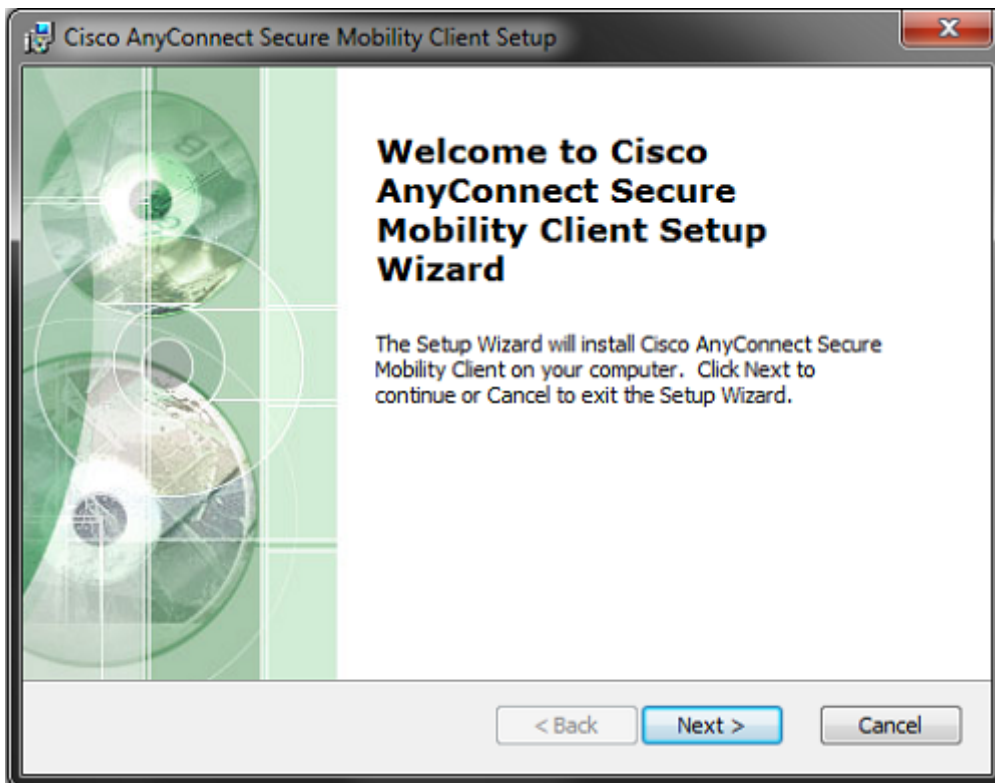 Cisco AnyConnect Secure Mobility Client Setup
Welcome to Cisco
AnyConnect Secure
Mobility Client Setup
Wizard
The Setup Wizard will install Cisco AnyConnect Secure
Mobility Client on your computer.  Click Next to
continue or Cancel to exit the Setup Wizard.
< Back
Next >
Cancel